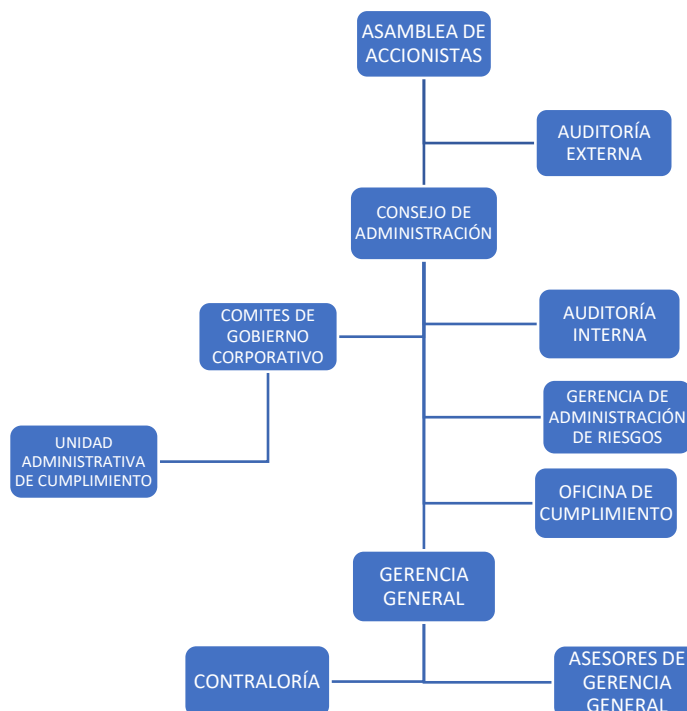 ASAMBLEA DE
ACCIONISTAS
AUDITORÍA
EXTERNA
CONSEJO DE
ADMINISTRACIÓN
COMITES DE
GOBIERNO
CORPORATIVO
AUDITORÍA
INTERNA
GERENCIA DE
ADMINISTRACIÓN
DE RIESGOS
UNIDAD
ADMINISTRATIVA
DE CUMPLIMIENTO
OFICINA DE
CUMPLIMIENTO
GERENCIA
GENERAL
CONTRALORÍA
ASESORES DE
GERENCIA
GENERAL